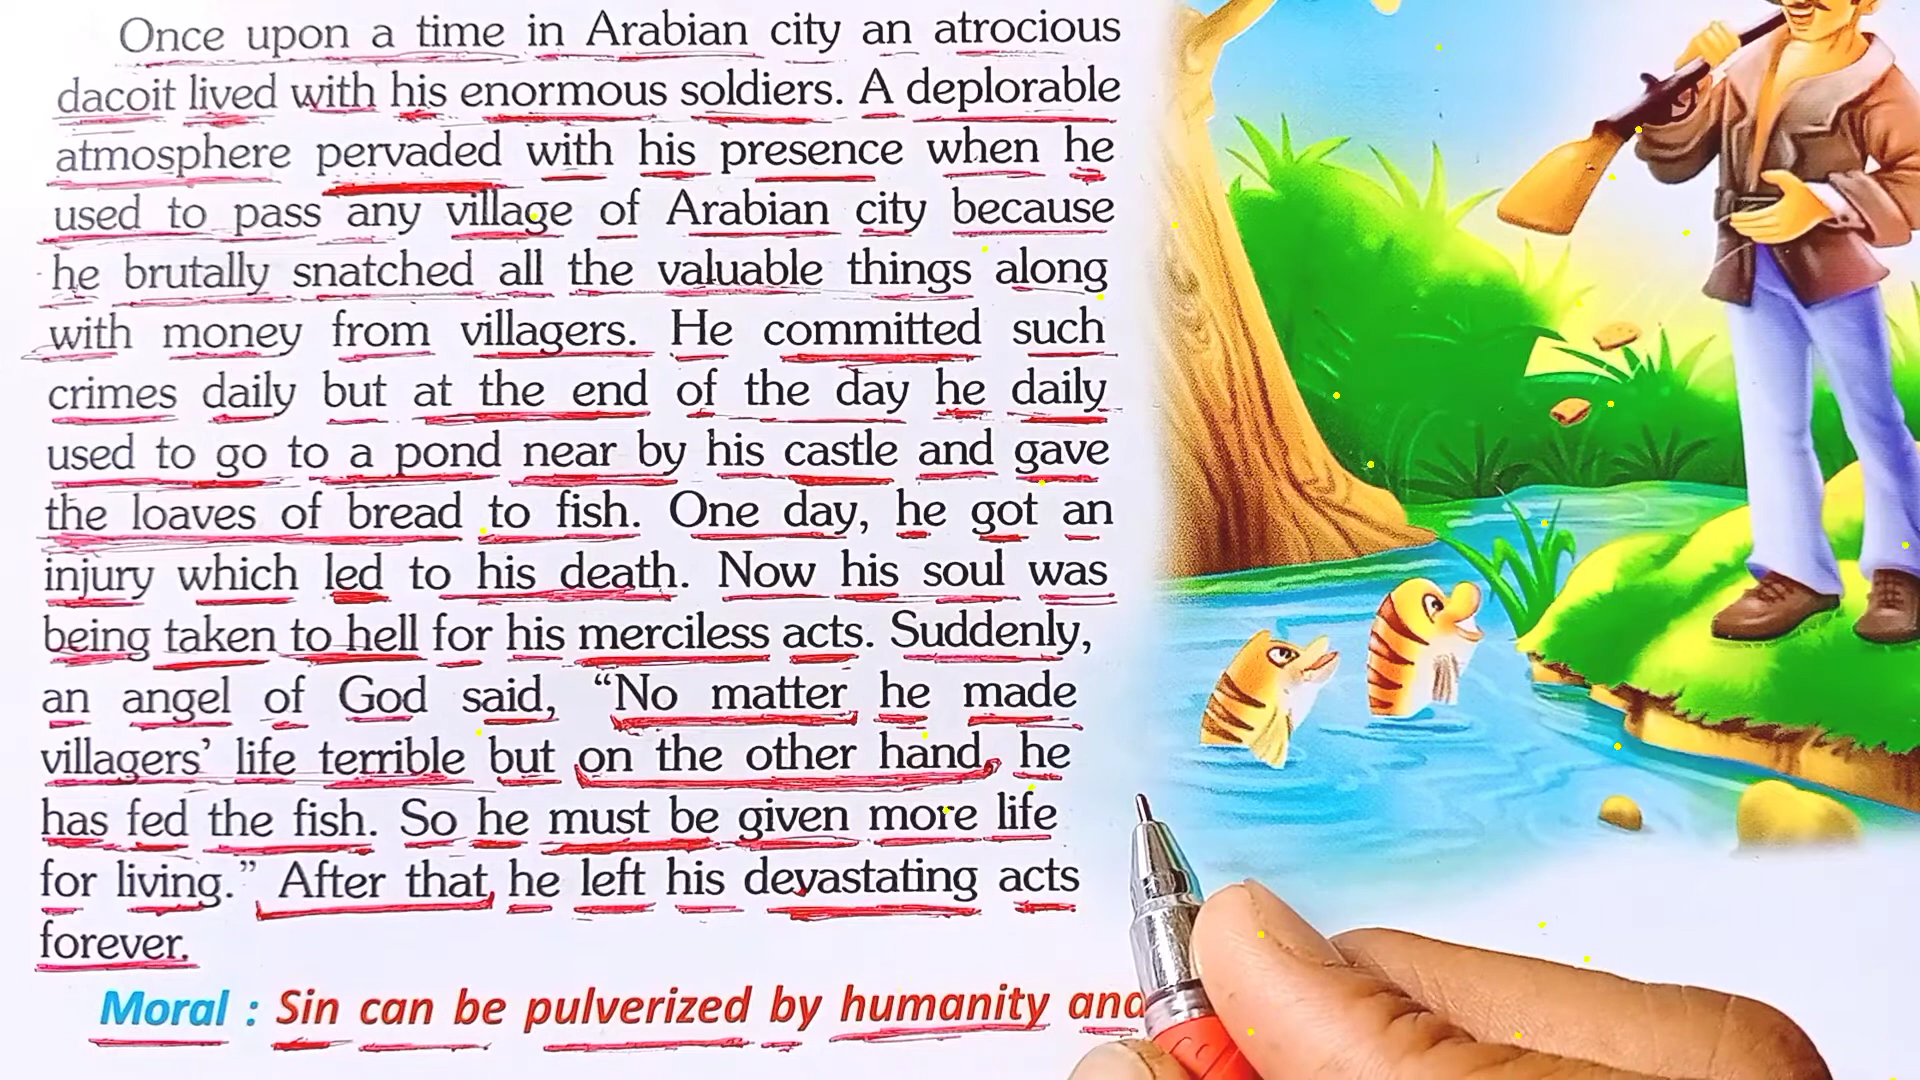 Once upon a time in Arabian city an atrocious
dacoit lived with his enormous soldiers. A deplorable
atmosphere pervaded with his presence when he
used to pass any village of Arabian city because
he brutally snatched all the valuable things along
with money from villagers. He committed such
crimes daily but at the end of the day he daily
used to go to a pond near by his castle and gave
the loaves of bread to fish. One day, he got an
injury which led to his death. Now his soul was
being taken to hell for his merciless acts. Suddenly,
an angel of God said, “No matter he made
villagers’ life terrible but on the other hand, he
has fed the fish. So he must be given more life
for living.” After that, he left his devastating acts
forever.
Moral : Sin can be pulverized by humanity and